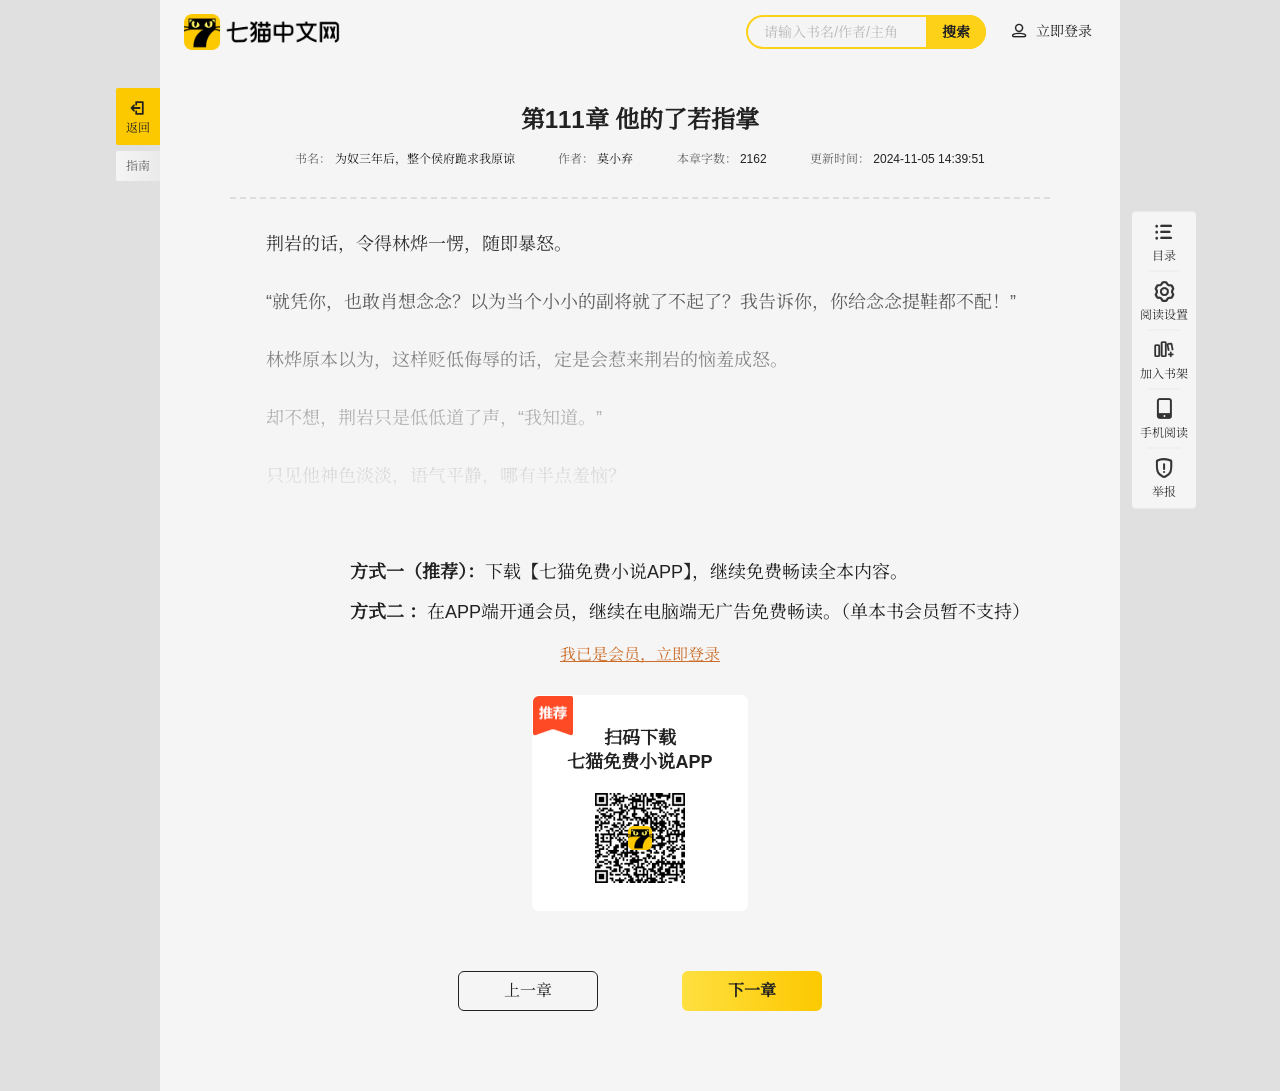 七猫中文网
请输入书名/作者/主角
搜索
立即登录
返回
指南
第111章 他的了若指掌
书名： 为奴三年后，整个侯府跪求我原谅 作者： 莫小弃 本章字数： 2162 更新时间： 2024-11-05 14:39:51
荆岩的话，令得林烨一愣，随即暴怒。
“就凭你，也敢肖想念念？以为当个小小的副将就了不起了？我告诉你，你给念念提鞋都不配！”
林烨原本以为，这样贬低侮辱的话，定是会惹来荆岩的恼羞成怒。
却不想，荆岩只是低低道了声，“我知道。”
只见他神色淡淡，语气平静，哪有半点羞恼？
目录
阅读设置
加入书架
手机阅读
举报
方式一（推荐）： 下载【七猫免费小说APP】，继续免费畅读全本内容。
方式二 ： 在APP端开通会员，继续在电脑端无广告免费畅读。（单本书会员暂不支持）
我已是会员，立即登录
推荐
扫码下载
七猫免费小说APP
上一章
下一章